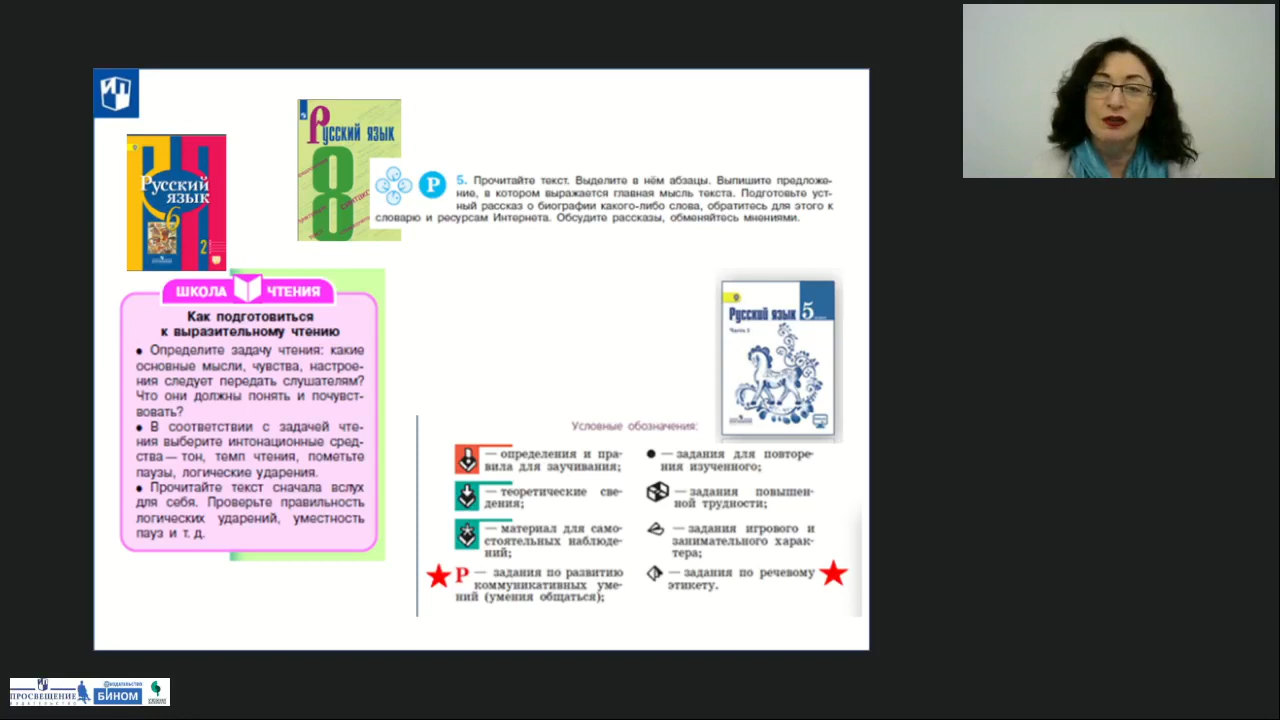 ИП
Русский язык
8
Русский
язык
6
2
5. Прочитайте текст. Выделите в нём абзацы. Выпишите предложе-
ние, в котором выражается главная мысль текста. Подготовьте уст-
ный рассказ о биографии какого-либо слова, обратитесь для этого к
словарю и ресурсам Интернета. Обсудите рассказы, обменяйтесь мнениями.
Р
ШКОЛА ЧТЕНИЯ
Как подготовиться
к выразительному чтению
● Определите задачу чтения: какие
основные мысли, чувства, настрое-
ния следует передать слушателям?
Что они должны понять и почувст-
вовать?
● В соответствии с задачей чте-
ния выберите интонационные сред-
ства — тон, темп чтения, пометьте
паузы, логические ударения.
● Прочитайте текст сначала вслух
для себя. Проверьте правильность
логических ударений, уместность
пауз и т. д.
Русский язык 5
Часть 2
Условные обозначения:
— определения и пра-
вила для заучивания;
— теоретические све-
дения;
— материал для само-
стоятельных наблюде-
ний;
Р — задания по развитию
коммуникативных уме-
ний (умения общаться);
● — задания для повторе-
ния изученного;
— задания повышен-
ной трудности;
— задания игрового и
занимательного харак-
тера;
— задания по речевому
этикету.
ПРОСВЕЩЕНИЕ
ИЗДАТЕЛЬСТВО
ИЗДАТЕЛЬСТВО
БИНОМ